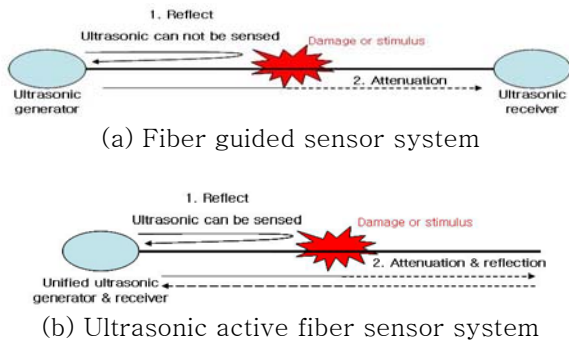 1. Reflect
Ultrasonic can not be sensed
Damage or stimulus
2. Attenuation
Ultrasonic
generator
Ultrasonic
receiver
(a) Fiber guided sensor system
1. Reflect
Ultrasonic can be sensed
Damage or stimulus
2. Attenuation & reflection
Unified ultrasonic
generator & receiver
(b) Ultrasonic active fiber sensor system